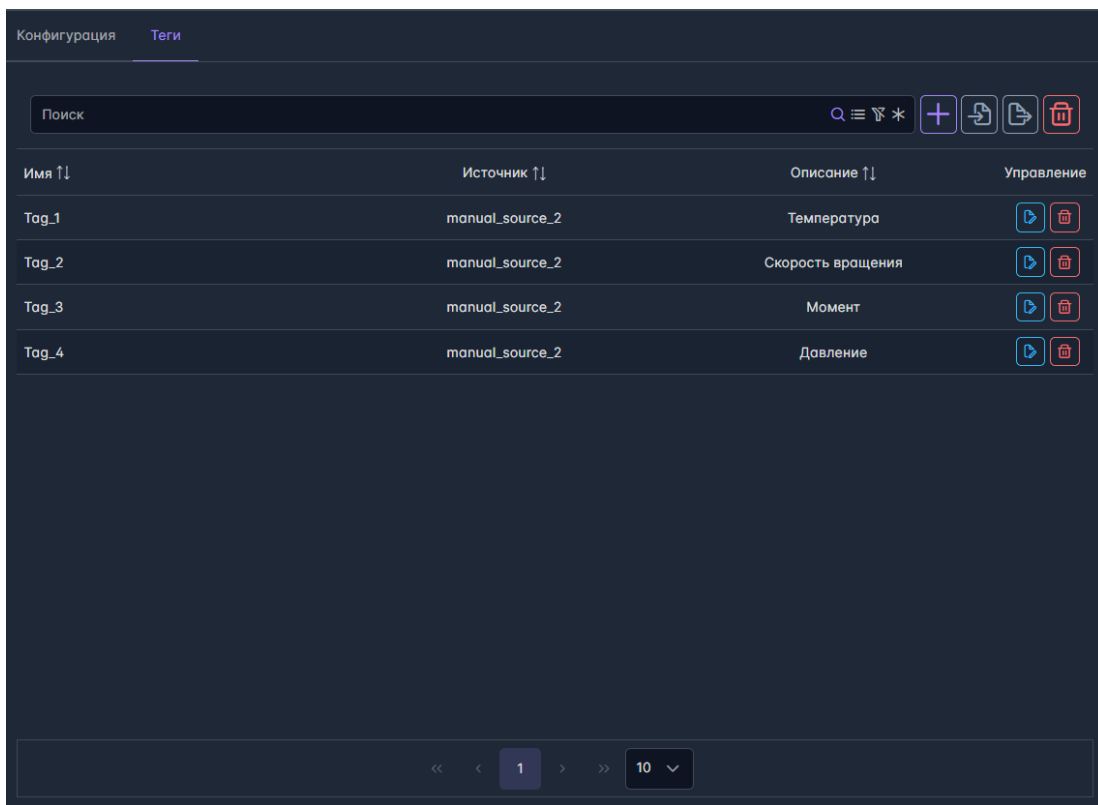 Конфигурация Теги
Поиск
Имя Источник Описание Управление
Tag_1 manual_source_2 Температура
Tag_2 manual_source_2 Скорость вращения
Tag_3 manual_source_2 Момент
Tag_4 manual_source_2 Давление
1 10